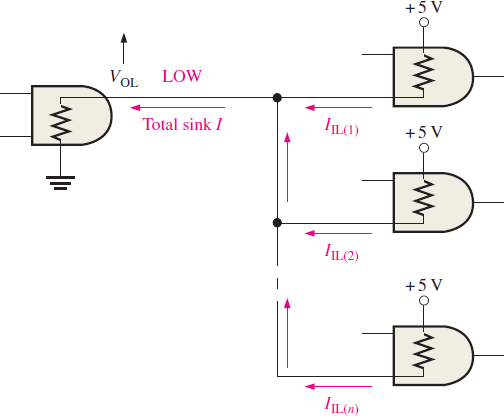 +5 V
V_OL
LOW
Total sink I
I_IL(1)
+5 V
I_IL(2)
+5 V
I_IL(n)